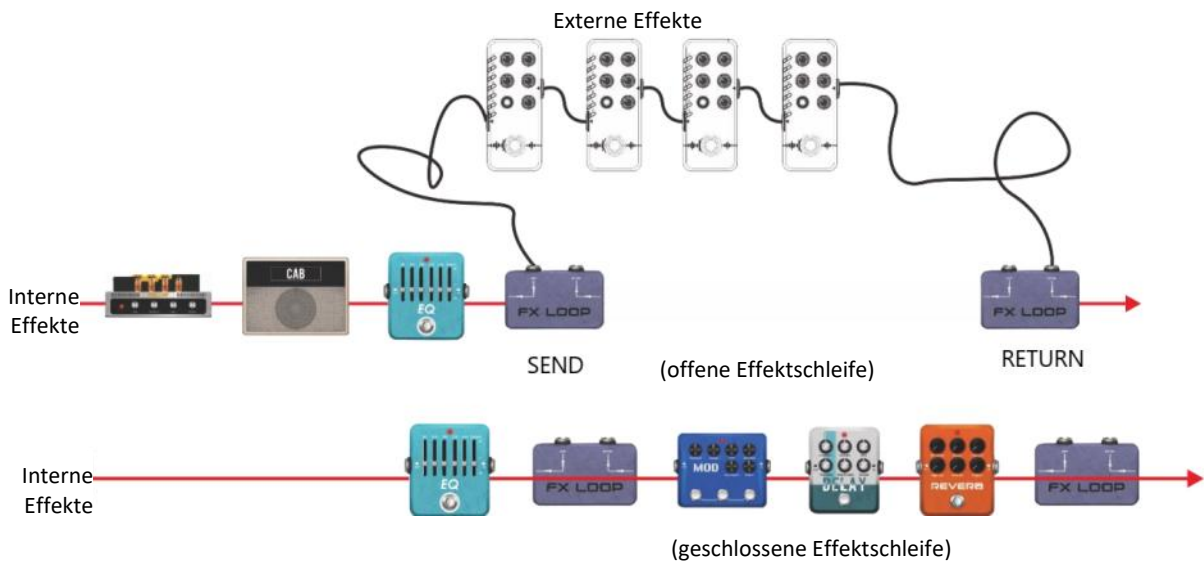 Externe Effekte
CAB
Interne
Effekte
EQ
FX LOOP
FX LOOP
SEND
(offene Effektschleife)
RETURN
Interne
Effekte
EQ
FX LOOP
MOD
DELAY
REVERB
FX LOOP
(geschlossene Effektschleife)